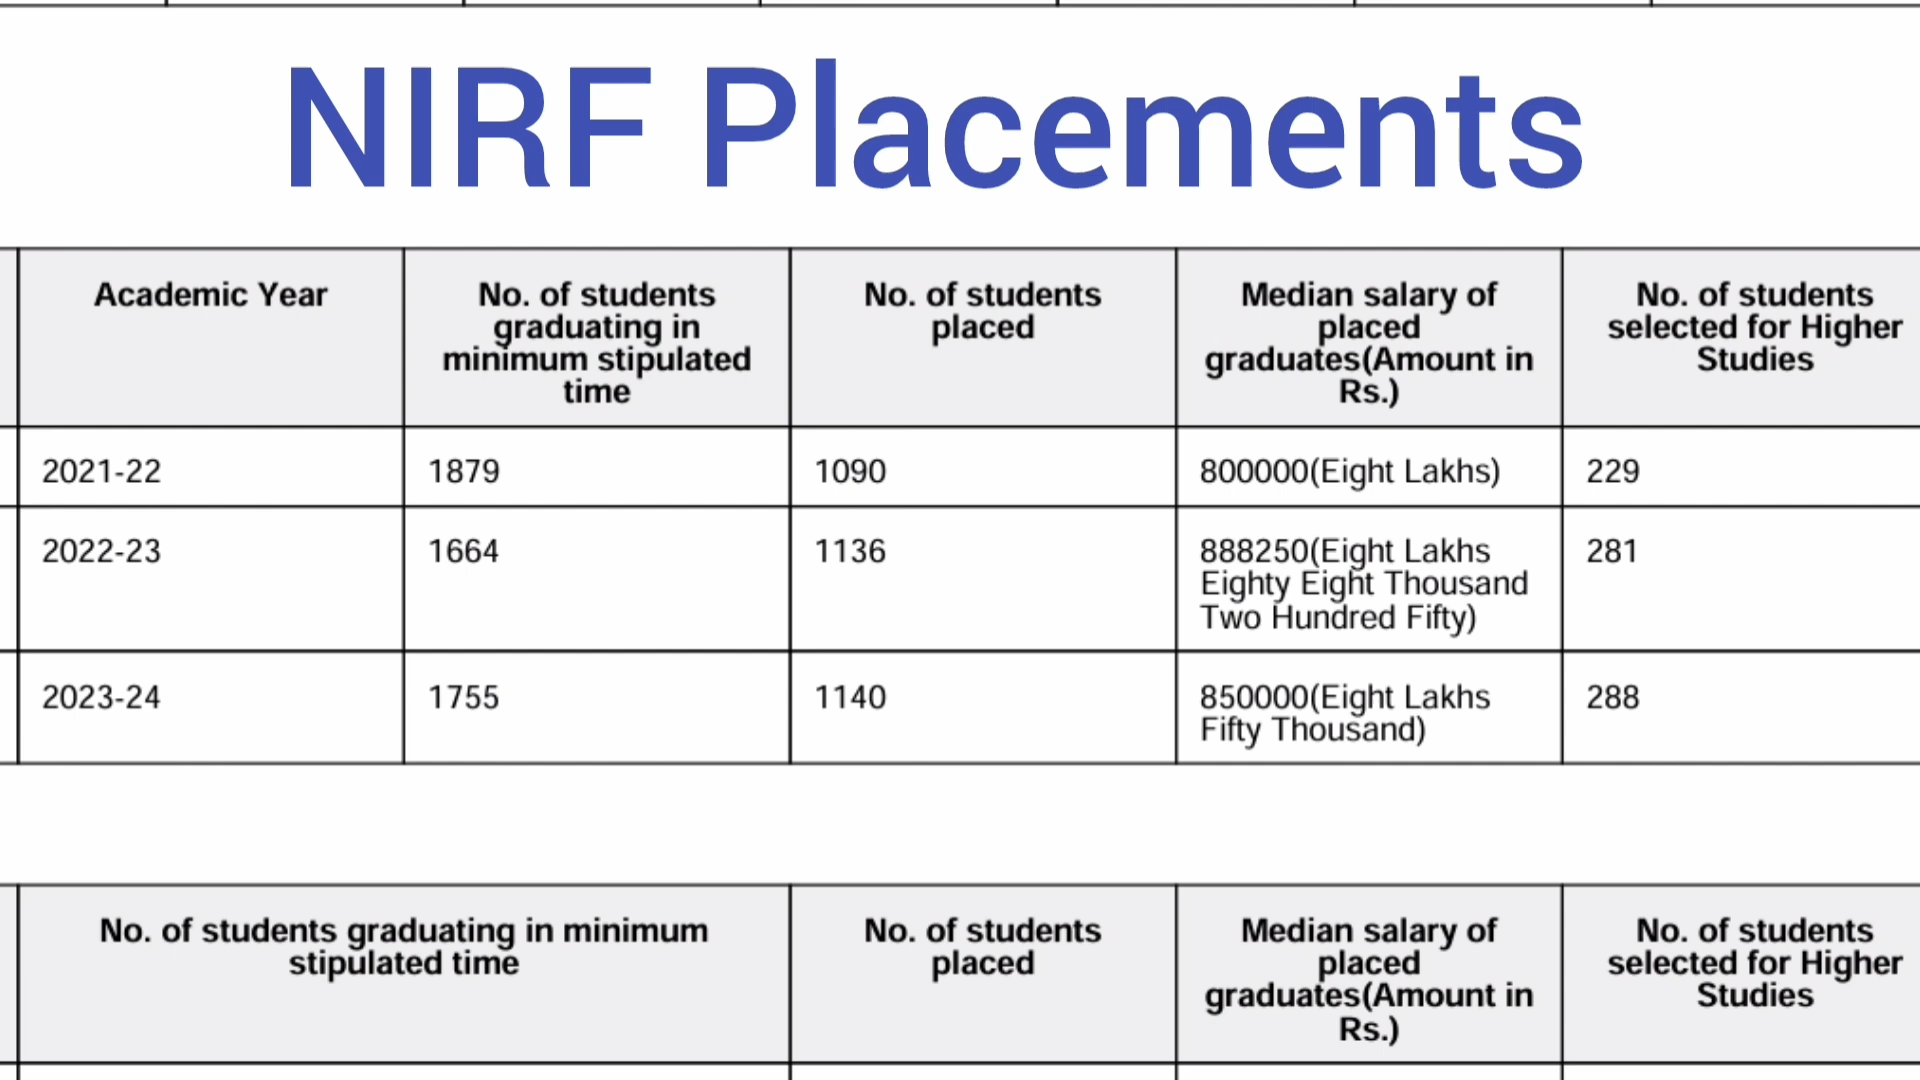 NIRF Placements
Academic Year
No. of students
graduating in
minimum stipulated
time
No. of students
placed
Median salary of
placed
graduates(Amount in
Rs.)
No. of students
selected for Higher
Studies
2021-22
1879
1090
800000(Eight Lakhs)
229
2022-23
1664
1136
888250(Eight Lakhs
Eighty Eight Thousand
Two Hundred Fifty)
281
2023-24
1755
1140
850000(Eight Lakhs
Fifty Thousand)
288
No. of students graduating in minimum
stipulated time
No. of students
placed
Median salary of
placed
graduates(Amount in
Rs.)
No. of students
selected for Higher
Studies